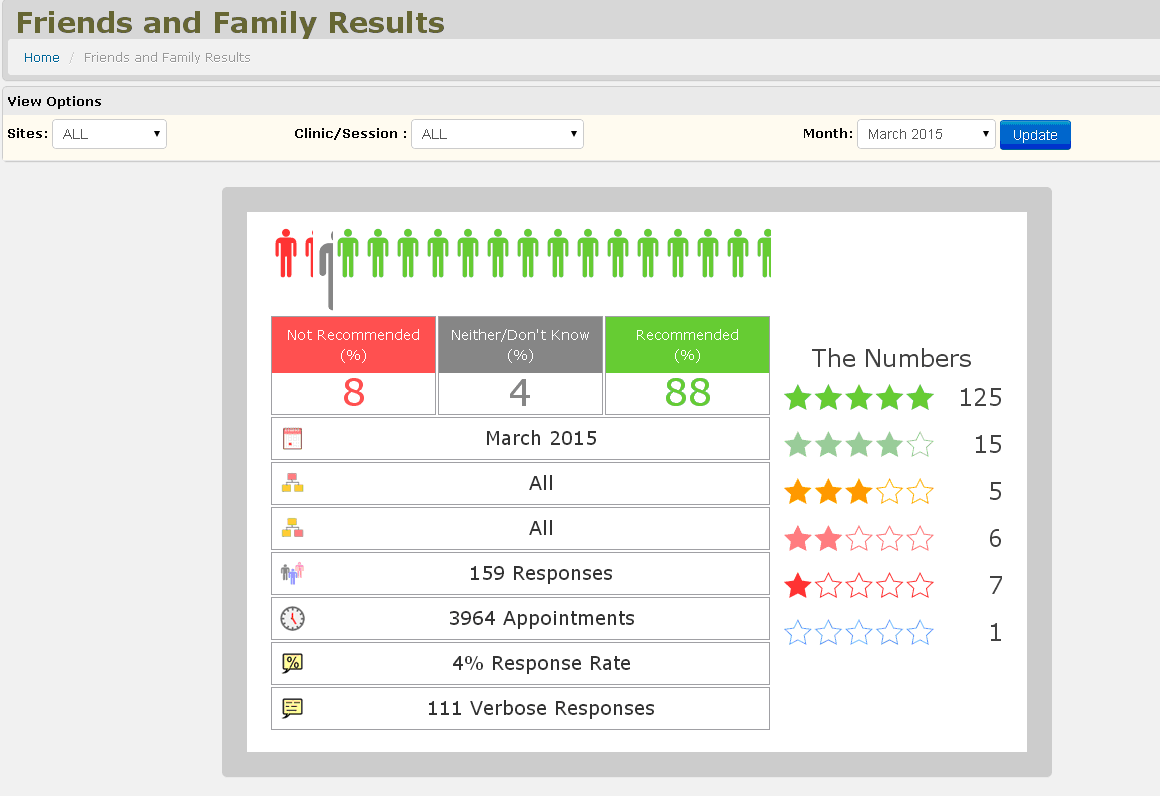 Friends and Family Results
Home / Friends and Family Results
View Options
Sites: ALL Clinic/Session : ALL Month: March 2015 Update
Not Recommended (%)
8
Neither/Don't Know (%)
4
Recommended (%)
88
March 2015
All
All
159 Responses
3964 Appointments
4% Response Rate
111 Verbose Responses
The Numbers
125
15
5
6
7
1